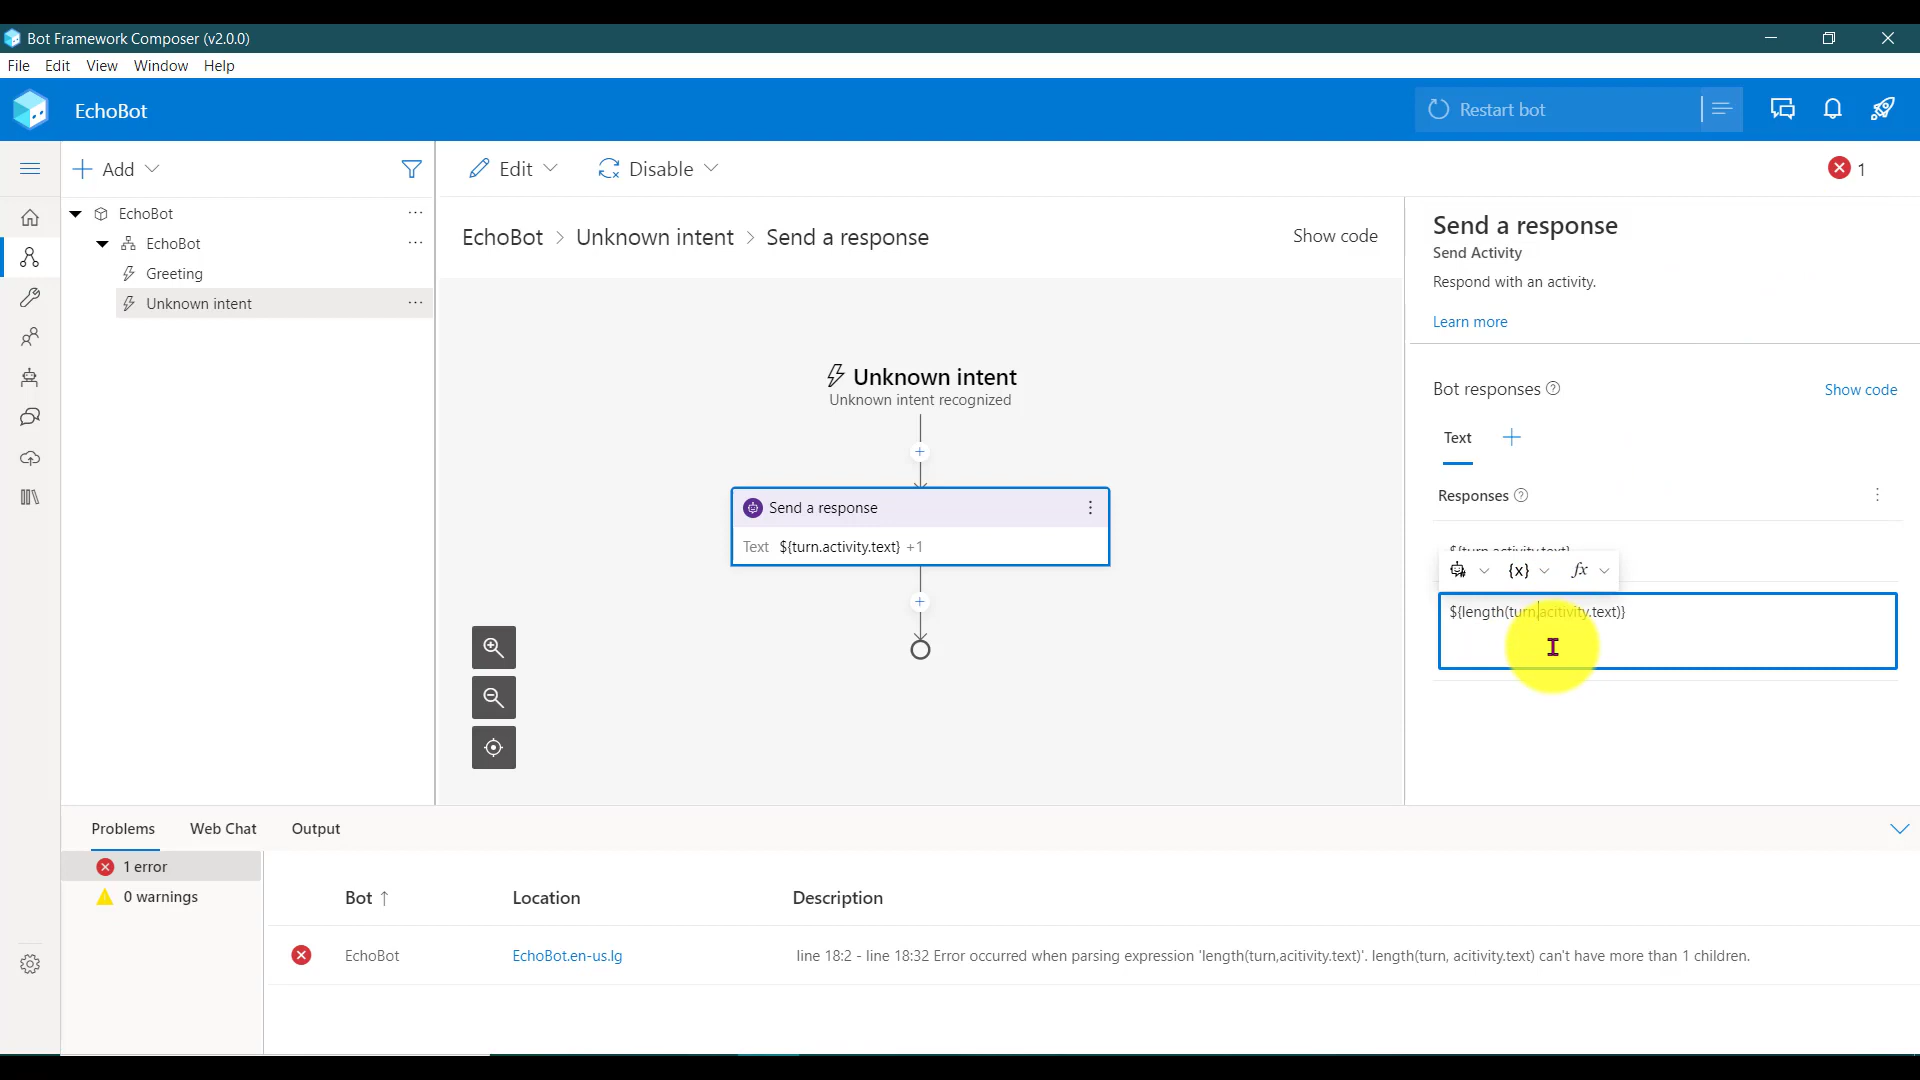 Bot Framework Composer (v2.0.0)
File Edit View Window Help
EchoBot
Restart bot
Add
Edit
Disable
1
EchoBot
EchoBot
Greeting
Unknown intent
EchoBot > Unknown intent > Send a response
Show code
Unknown intent
Unknown intent recognized
Send a response
Text ${turn.activity.text} +1
Send a response
Send Activity
Respond with an activity.
Learn more
Bot responses
Show code
Text
Responses
${turn.activity.text}
{x} fx
${length(turn.acitivity.text)}
Problems Web Chat Output
1 error
0 warnings
Bot ↑ Location Description
EchoBot EchoBot.en-us.lg line 18:2 - line 18:32 Error occurred when parsing expression 'length(turn,acitivity.text)'. length(turn, acitivity.text) can't have more than 1 children.